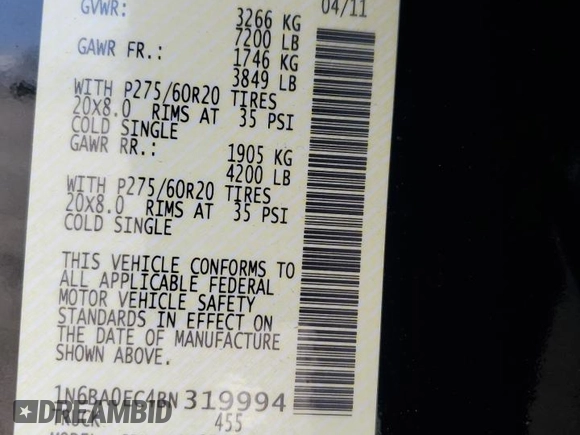 GVWR: 3266 KG 04/11
7200 LB
GAWR FR.: 1746 KG
3849 LB
WITH P275/60R20 TIRES
20X8.0 RIMS AT 35 PSI
COLD SINGLE
GAWR RR.: 1905 KG
4200 LB
WITH P275/60R20 TIRES
20X8.0 RIMS AT 35 PSI
COLD SINGLE
THIS VEHICLE CONFORMS TO
ALL APPLICABLE FEDERAL
MOTOR VEHICLE SAFETY
STANDARDS IN EFFECT ON
THE DATE OF MANUFACTURE
SHOWN ABOVE.
1N6BA0EC4BN319994
TRUCK 455
DREAMBID